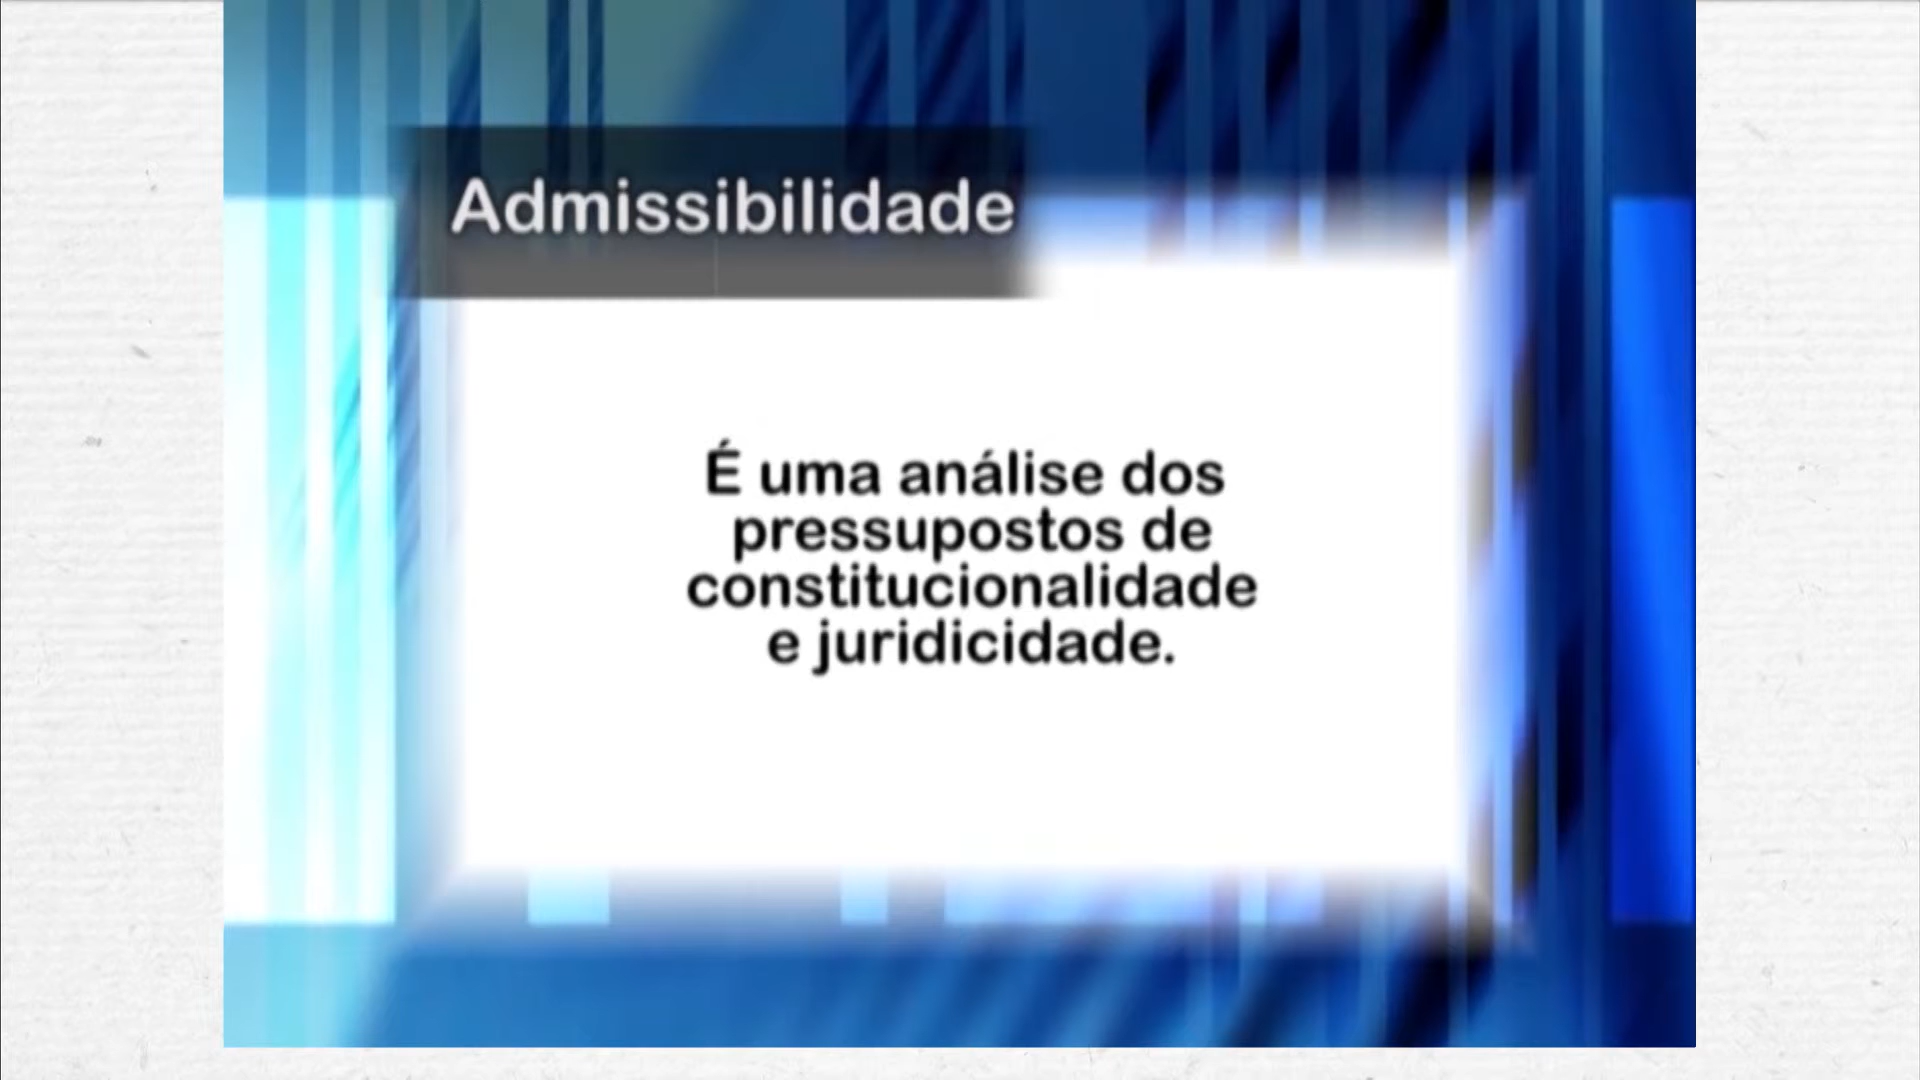 Admissibilidade
É uma análise dos
pressupostos de
constitucionalidade
e juridicidade.